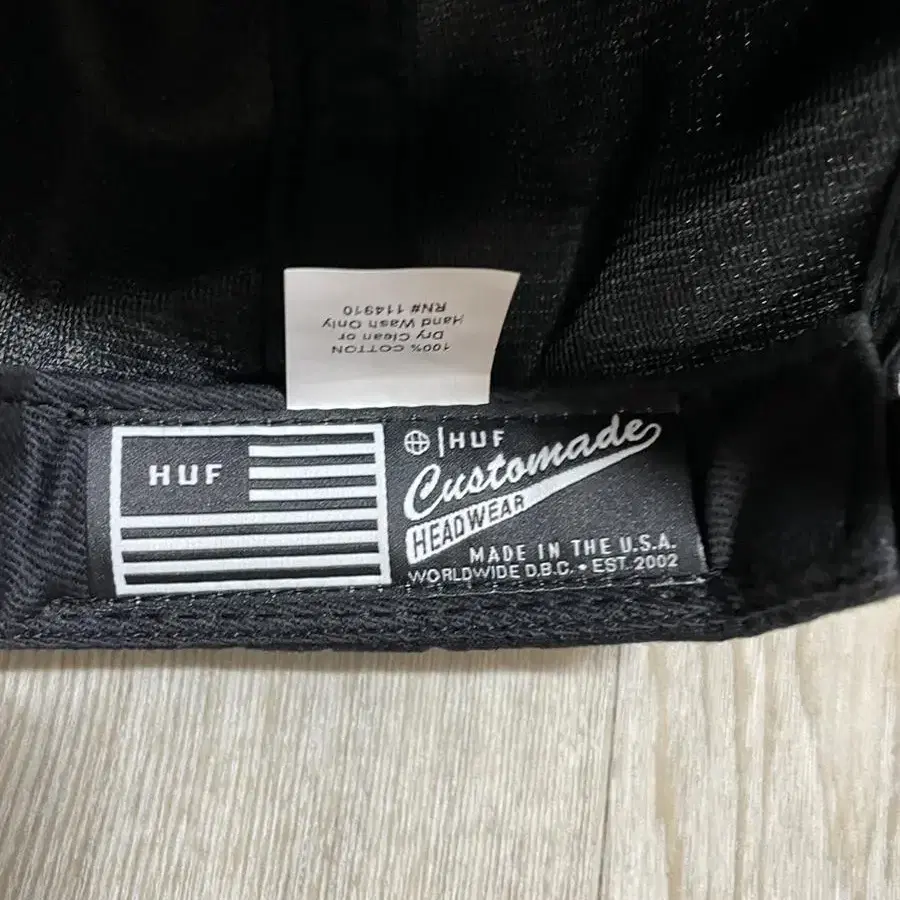 100% COTTON
Dry Clean or
Hand Wash Only
RN# 114910
HUF
HUF
Customade
HEADWEAR
MADE IN THE U.S.A.
WORLDWIDE D.B.C. • EST. 2002